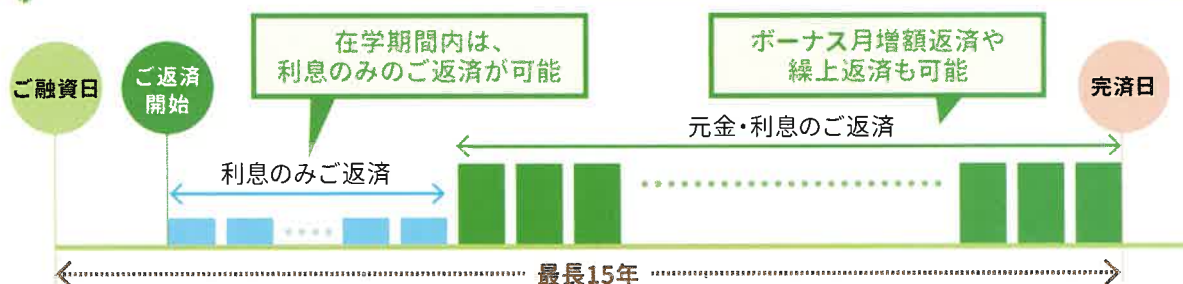 在学期間内は、
利息のみのご返済が可能
ボーナス月増額返済や
繰上返済も可能
ご融資日
ご返済
開始
完済日
元金・利息のご返済
利息のみご返済
最長15年